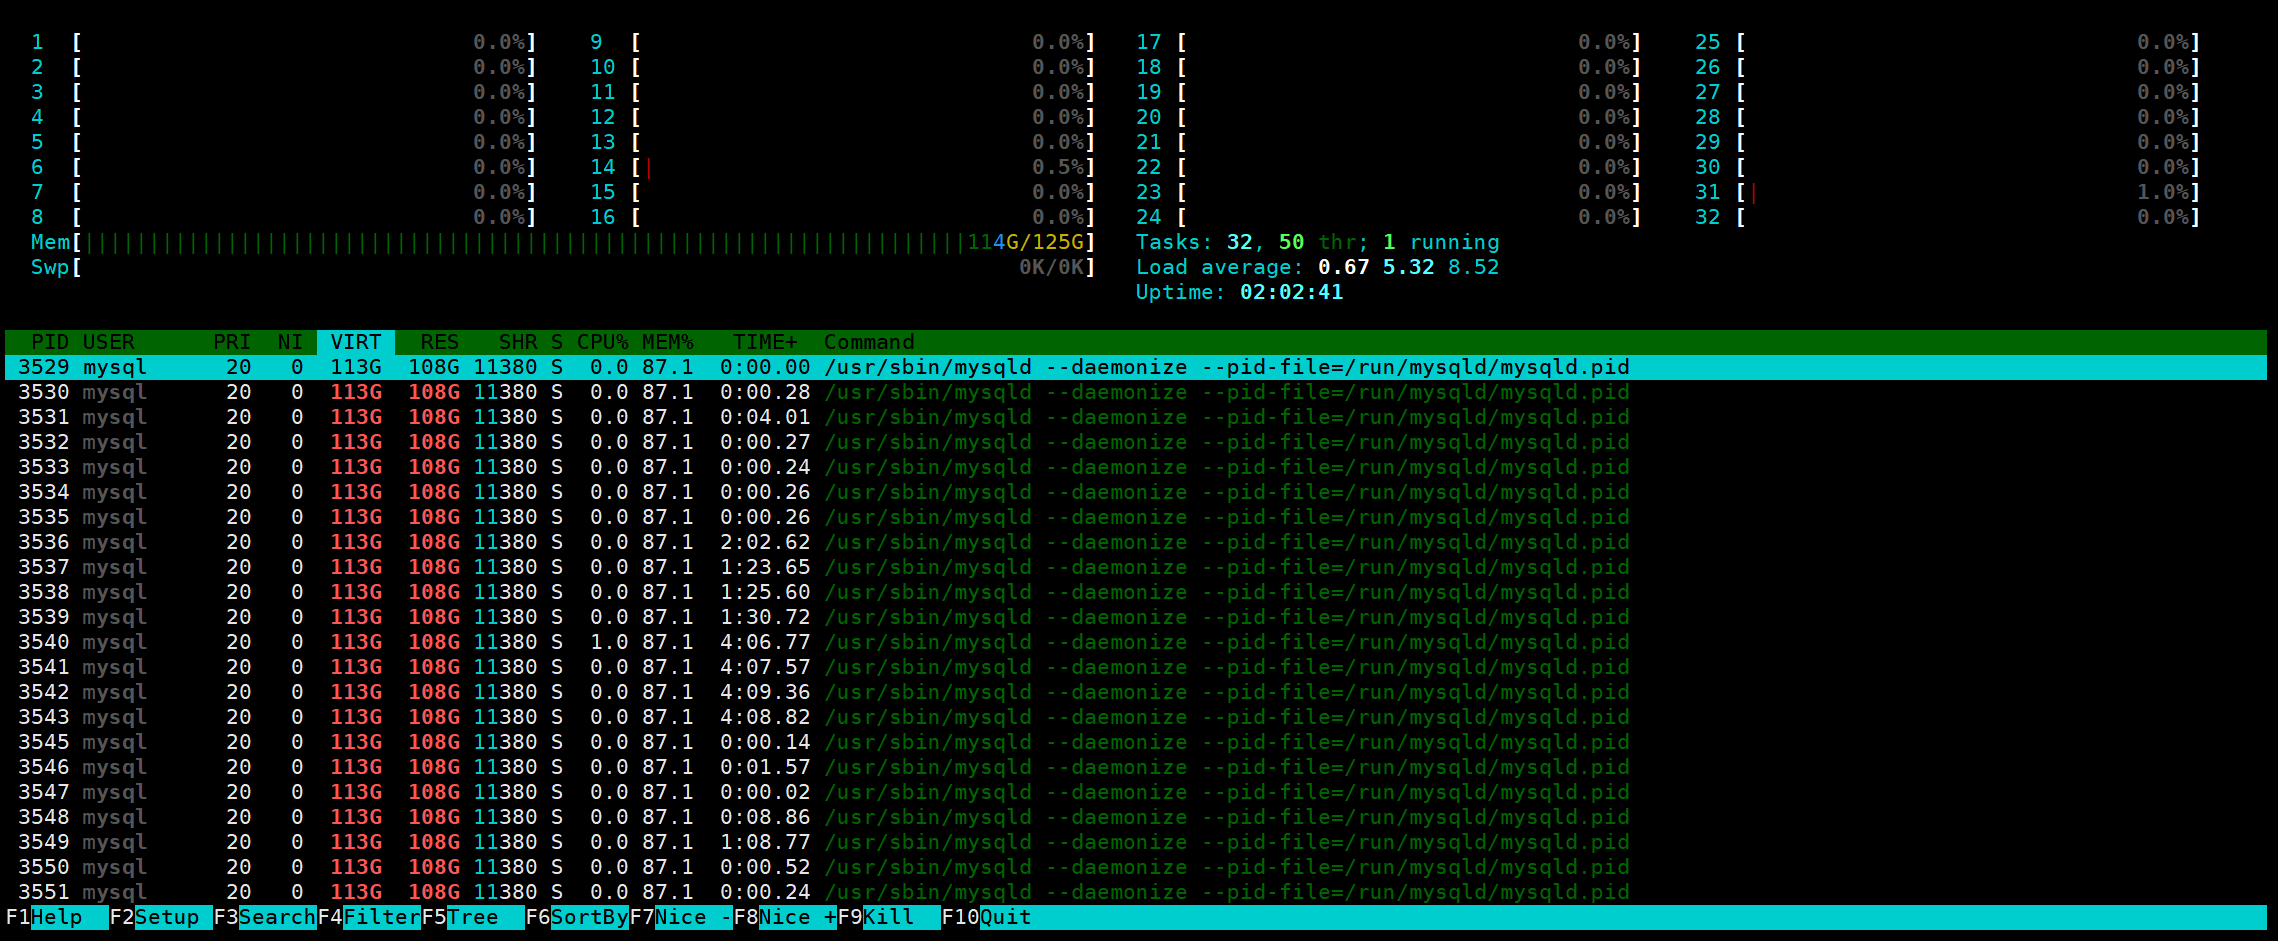 1 [ 0.0%] 9 [ 0.0%] 17 [ 0.0%] 25 [ 0.0%]
2 [ 0.0%] 10 [ 0.0%] 18 [ 0.0%] 26 [ 0.0%]
3 [ 0.0%] 11 [ 0.0%] 19 [ 0.0%] 27 [ 0.0%]
4 [ 0.0%] 12 [ 0.0%] 20 [ 0.0%] 28 [ 0.0%]
5 [ 0.0%] 13 [ 0.0%] 21 [ 0.0%] 29 [ 0.0%]
6 [ 0.0%] 14 [| 0.5%] 22 [ 0.0%] 30 [ 0.0%]
7 [ 0.0%] 15 [ 0.0%] 23 [ 0.0%] 31 [| 1.0%]
8 [ 0.0%] 16 [ 0.0%] 24 [ 0.0%] 32 [ 0.0%]
Mem[||||||||||||||||||||||||||||||||||||||||||||||||||||||||||||||||||||114G/125G] Tasks: 32, 50 thr; 1 running
Swp[ 0K/0K] Load average: 0.67 5.32 8.52
Uptime: 02:02:41
PID USER PRI NI VIRT RES SHR S CPU% MEM% TIME+ Command
3529 mysql 20 0 113G 108G 11380 S 0.0 87.1 0:00.00 /usr/sbin/mysqld --daemonize --pid-file=/run/mysqld/mysqld.pid
3530 mysql 20 0 113G 108G 11380 S 0.0 87.1 0:00.28 /usr/sbin/mysqld --daemonize --pid-file=/run/mysqld/mysqld.pid
3531 mysql 20 0 113G 108G 11380 S 0.0 87.1 0:04.01 /usr/sbin/mysqld --daemonize --pid-file=/run/mysqld/mysqld.pid
3532 mysql 20 0 113G 108G 11380 S 0.0 87.1 0:00.27 /usr/sbin/mysqld --daemonize --pid-file=/run/mysqld/mysqld.pid
3533 mysql 20 0 113G 108G 11380 S 0.0 87.1 0:00.24 /usr/sbin/mysqld --daemonize --pid-file=/run/mysqld/mysqld.pid
3534 mysql 20 0 113G 108G 11380 S 0.0 87.1 0:00.26 /usr/sbin/mysqld --daemonize --pid-file=/run/mysqld/mysqld.pid
3535 mysql 20 0 113G 108G 11380 S 0.0 87.1 0:00.26 /usr/sbin/mysqld --daemonize --pid-file=/run/mysqld/mysqld.pid
3536 mysql 20 0 113G 108G 11380 S 0.0 87.1 2:02.62 /usr/sbin/mysqld --daemonize --pid-file=/run/mysqld/mysqld.pid
3537 mysql 20 0 113G 108G 11380 S 0.0 87.1 1:23.65 /usr/sbin/mysqld --daemonize --pid-file=/run/mysqld/mysqld.pid
3538 mysql 20 0 113G 108G 11380 S 0.0 87.1 1:25.60 /usr/sbin/mysqld --daemonize --pid-file=/run/mysqld/mysqld.pid
3539 mysql 20 0 113G 108G 11380 S 0.0 87.1 1:30.72 /usr/sbin/mysqld --daemonize --pid-file=/run/mysqld/mysqld.pid
3540 mysql 20 0 113G 108G 11380 S 1.0 87.1 4:06.77 /usr/sbin/mysqld --daemonize --pid-file=/run/mysqld/mysqld.pid
3541 mysql 20 0 113G 108G 11380 S 0.0 87.1 4:07.57 /usr/sbin/mysqld --daemonize --pid-file=/run/mysqld/mysqld.pid
3542 mysql 20 0 113G 108G 11380 S 0.0 87.1 4:09.36 /usr/sbin/mysqld --daemonize --pid-file=/run/mysqld/mysqld.pid
3543 mysql 20 0 113G 108G 11380 S 0.0 87.1 4:08.82 /usr/sbin/mysqld --daemonize --pid-file=/run/mysqld/mysqld.pid
3545 mysql 20 0 113G 108G 11380 S 0.0 87.1 0:00.14 /usr/sbin/mysqld --daemonize --pid-file=/run/mysqld/mysqld.pid
3546 mysql 20 0 113G 108G 11380 S 0.0 87.1 0:01.57 /usr/sbin/mysqld --daemonize --pid-file=/run/mysqld/mysqld.pid
3547 mysql 20 0 113G 108G 11380 S 0.0 87.1 0:00.02 /usr/sbin/mysqld --daemonize --pid-file=/run/mysqld/mysqld.pid
3548 mysql 20 0 113G 108G 11380 S 0.0 87.1 0:08.86 /usr/sbin/mysqld --daemonize --pid-file=/run/mysqld/mysqld.pid
3549 mysql 20 0 113G 108G 11380 S 0.0 87.1 1:08.77 /usr/sbin/mysqld --daemonize --pid-file=/run/mysqld/mysqld.pid
3550 mysql 20 0 113G 108G 11380 S 0.0 87.1 0:00.52 /usr/sbin/mysqld --daemonize --pid-file=/run/mysqld/mysqld.pid
3551 mysql 20 0 113G 108G 11380 S 0.0 87.1 0:00.24 /usr/sbin/mysqld --daemonize --pid-file=/run/mysqld/mysqld.pid
F1Help F2Setup F3SearchF4FilterF5Tree F6SortByF7Nice -F8Nice +F9Kill F10Quit